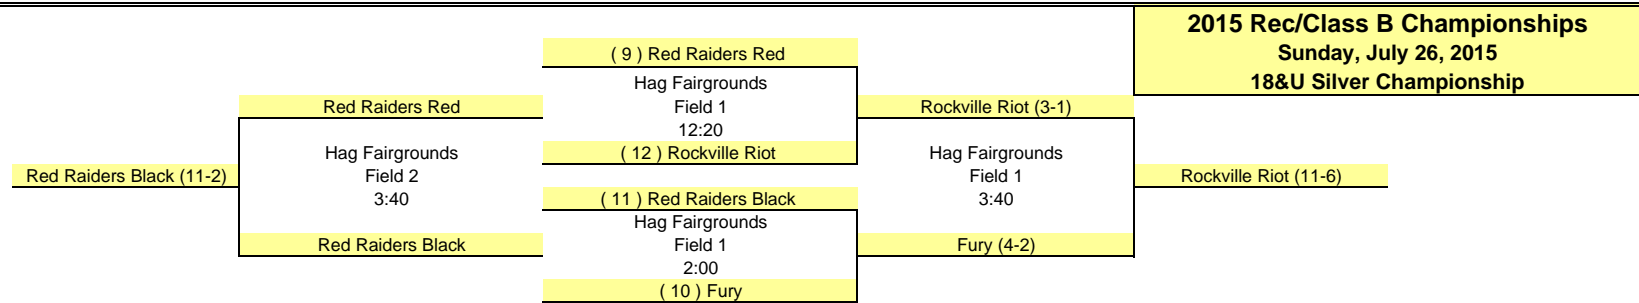 2015 Rec/Class B Championships
Sunday, July 26, 2015
18&U Silver Championship
( 9 ) Red Raiders Red
Hag Fairgrounds
Red Raiders Red
Field 1
Rockville Riot (3-1)
12:20
Hag Fairgrounds
( 12 ) Rockville Riot
Hag Fairgrounds
Red Raiders Black (11-2)
Field 2
Field 1
Rockville Riot (11-6)
3:40
( 11 ) Red Raiders Black
3:40
Hag Fairgrounds
Red Raiders Black
Field 1
Fury (4-2)
2:00
( 10 ) Fury